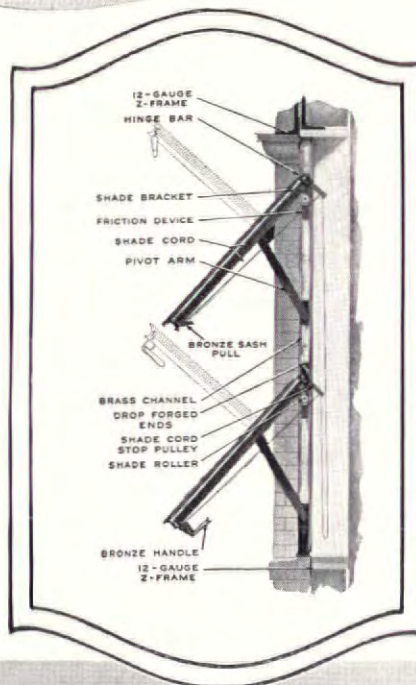 12-GAUGE
Z-FRAME
HINGE BAR
SHADE BRACKET
FRICTION DEVICE
SHADE CORD
PIVOT ARM
BRONZE SASH
PULL
BRASS CHANNEL
DROP FORGED
ENDS
SHADE CORD
STOP PULLEY
SHADE ROLLER
BRONZE HANDLE
12-GAUGE
Z-FRAME